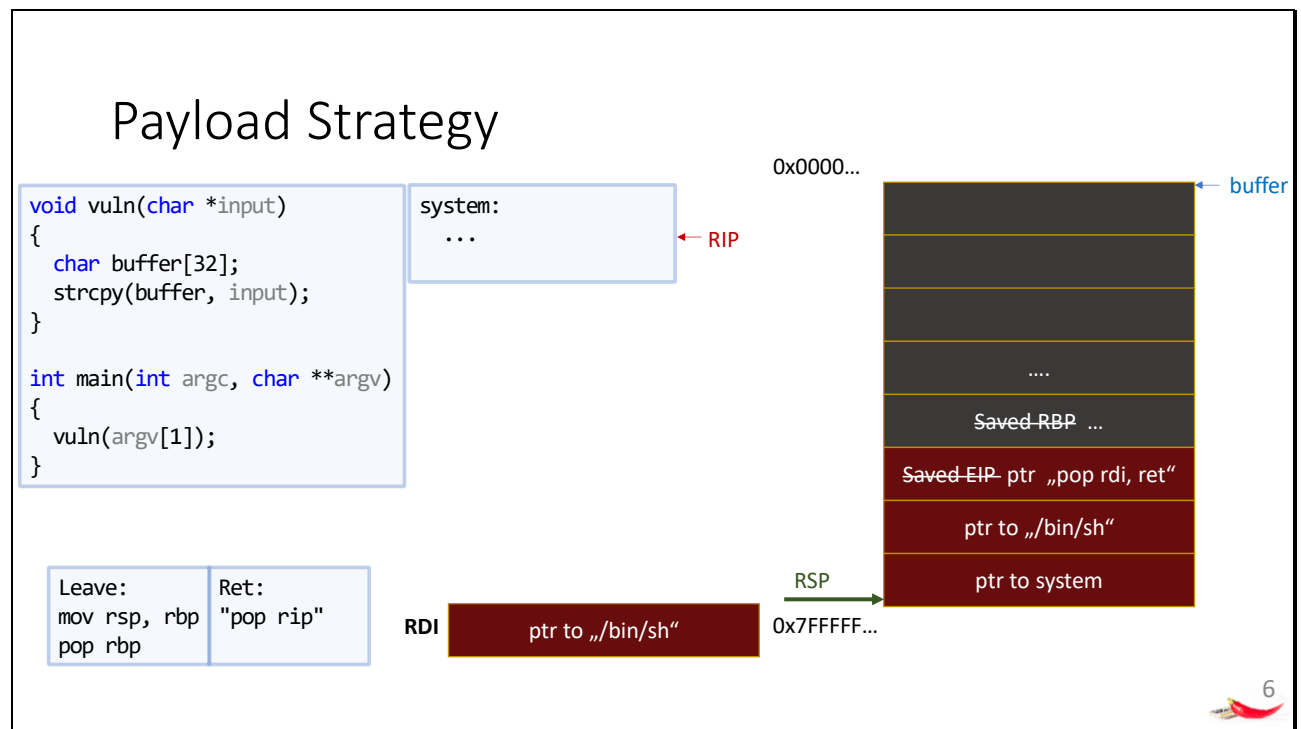 Payload Strategy
void vuln(char *input)
{
  char buffer[32];
  strcpy(buffer, input);
}

int main(int argc, char **argv)
{
  vuln(argv[1]);
}
system:
  ...
RIP
0x0000…
buffer
….
Saved RBP …
Saved EIP ptr „pop rdi, ret“
ptr to „/bin/sh“
ptr to system
RSP
0x7FFFFF…
Leave:
mov rsp, rbp
pop rbp
Ret:
"pop rip"
RDI
ptr to „/bin/sh“
6